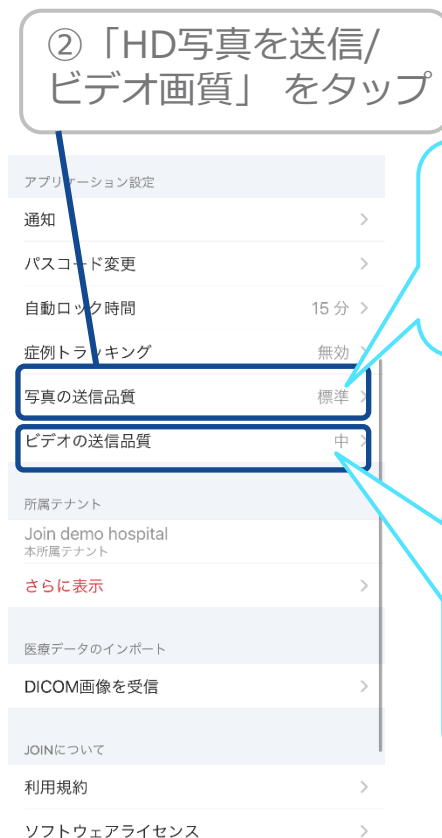 ②「HD写真を送信/
ビデオ画質」 をタップ
アプリケーション設定
通知
パスコード変更
自動ロック時間 15 分
症例トラッキング 無効
写真の送信品質 標準
ビデオの送信品質 中
所属テナント
Join demo hospital
本所属テナント
さらに表示
医療データのインポート
DICOM画像を受信
JOINについて
利用規約
ソフトウェアライセンス